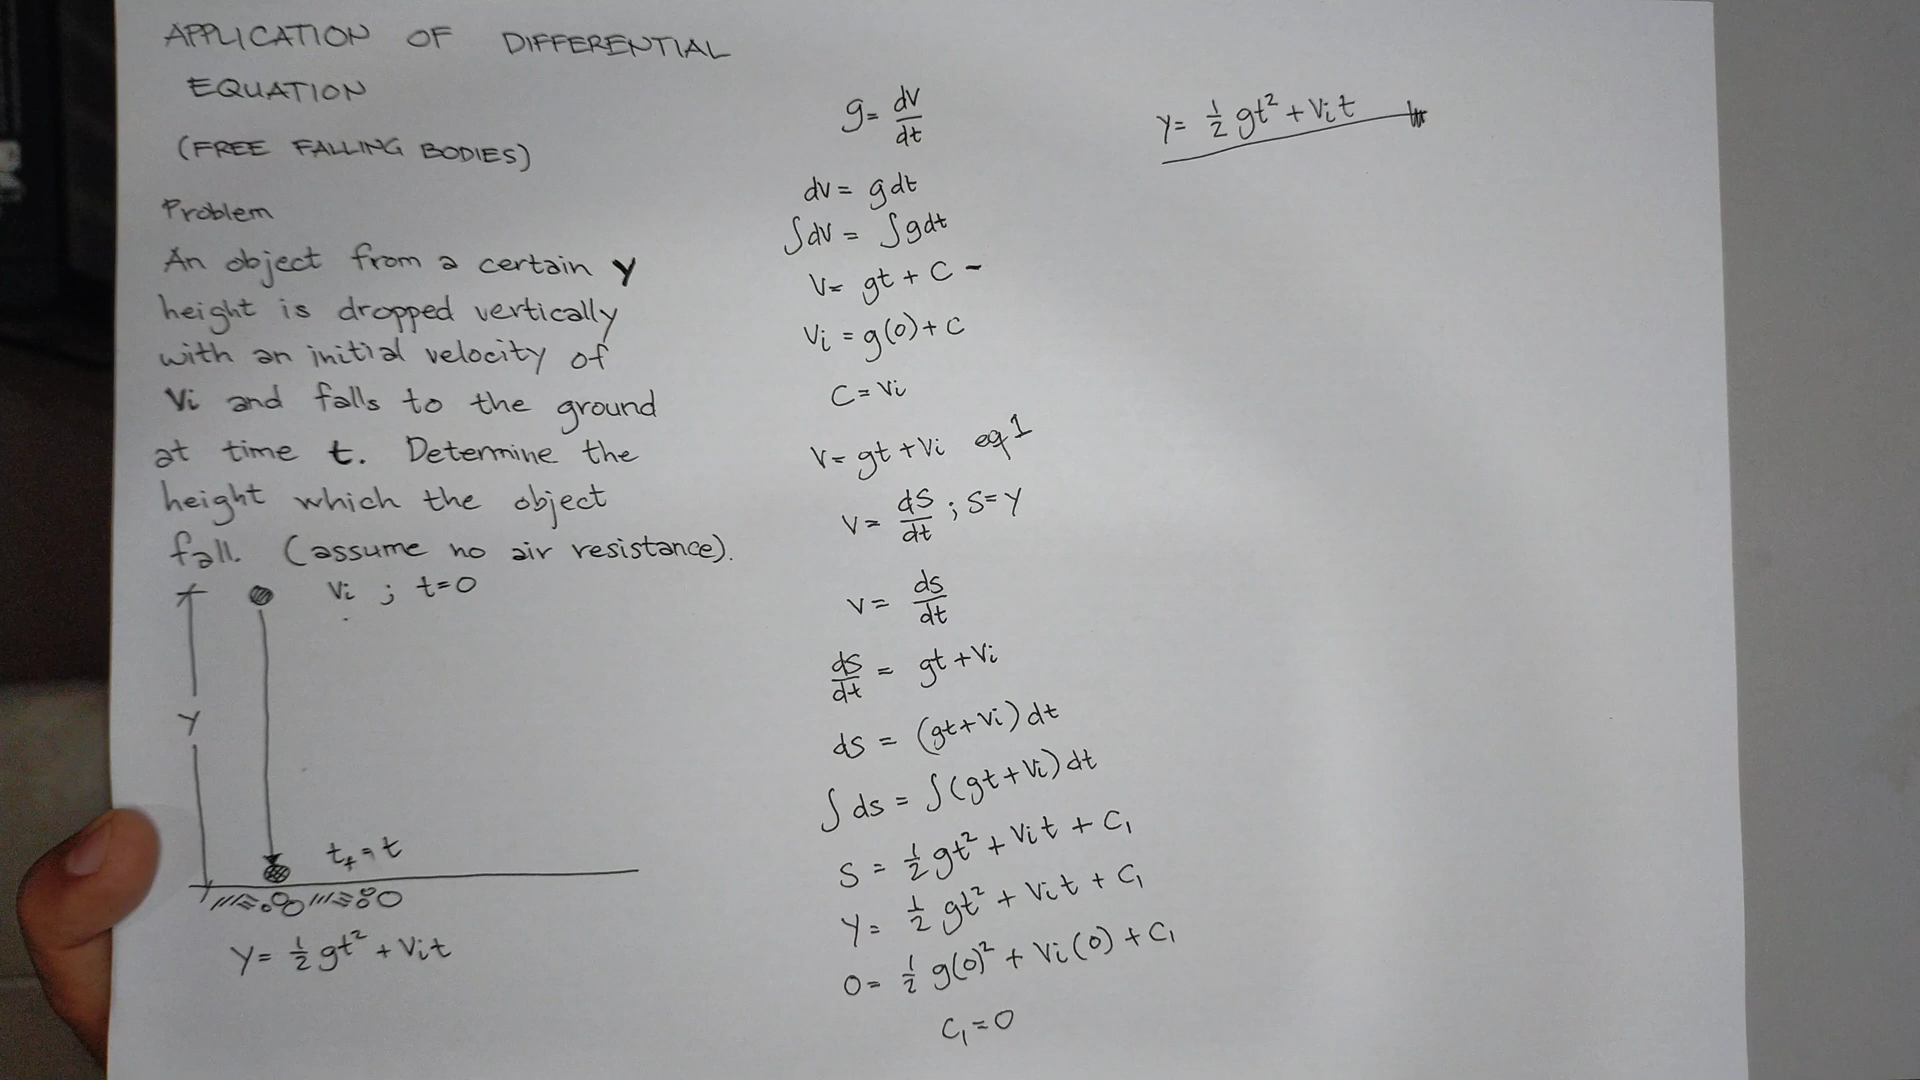 APPLICATION OF DIFFERENTIAL
EQUATION
(FREE FALLING BODIES)
Problem
An object from a certain y
height is dropped vertically
with an initial velocity of
Vi and falls to the ground
at time t. Determine the
height which the object
fall. (assume no air resistance).
Vi ; t=0
Y
t_f = t
Y= 1/2 gt² + Vit
g= dv/dt
dv= gdt
∫dv= ∫gdt
V= gt + C -
Vi = g(0)+ C
C= Vi
V= gt + Vi eq1
V= ds/dt ; S=Y
V= ds/dt
ds/dt = gt+Vi
ds = (gt+Vi)dt
∫ds = ∫(gt+Vi)dt
S = 1/2 gt² + Vit + C₁
Y= 1/2 gt² + Vit + C₁
0= 1/2 g(0)² + Vi(0) + C₁
C₁=0
Y= 1/2 gt² + Vit